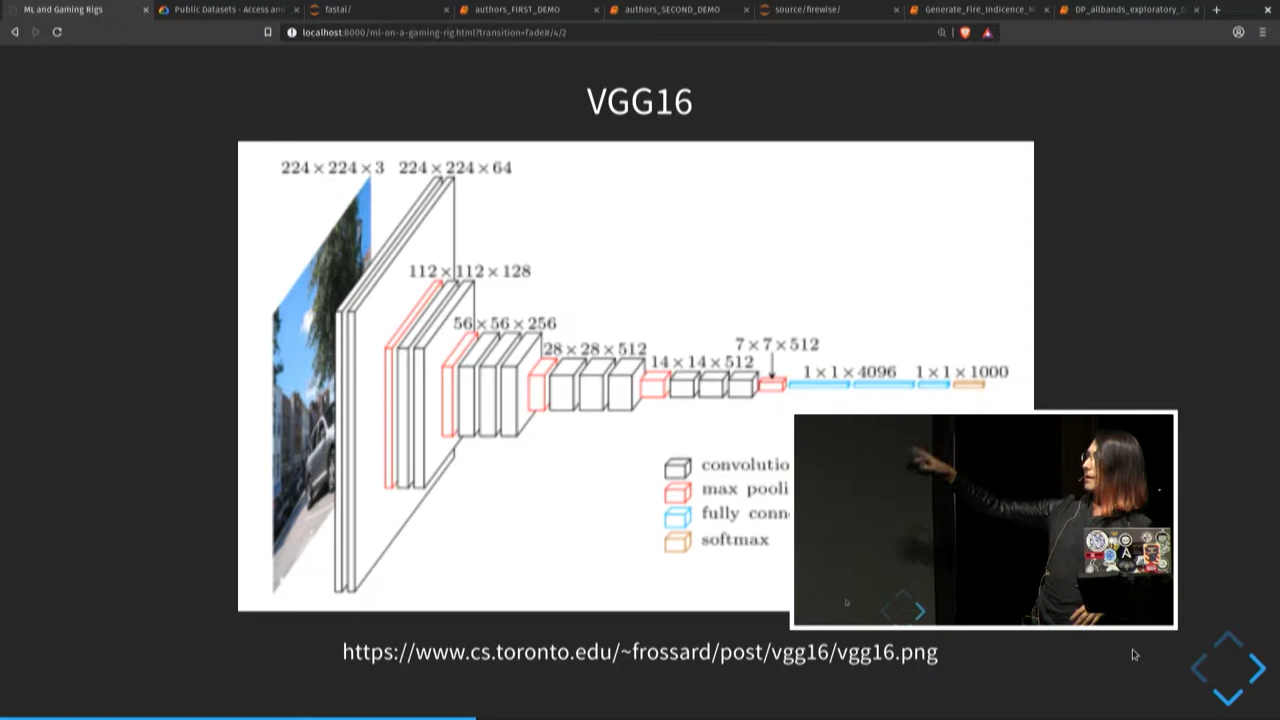 ML and Gaming Rigs
Public Datasets - Access and
fastai/
authors_FIRST_DEMO
authors_SECOND_DEMO
source/firewise/
Generate_Fire_Indicence_
DP_allbands_exploratory_
localhost:8000/ml-on-a-gaming-rig.html?transition=fade#/4/2
VGG16
224 × 224 × 3 224 × 224 × 64
112 × 112 × 128
56 × 56 × 256
28 × 28 × 512
14 × 14 × 512
7 × 7 × 512
1 × 1 × 4096 1 × 1 × 1000
convolutio
max pooli
fully conn
softmax
A
https://www.cs.toronto.edu/~frossard/post/vgg16/vgg16.png